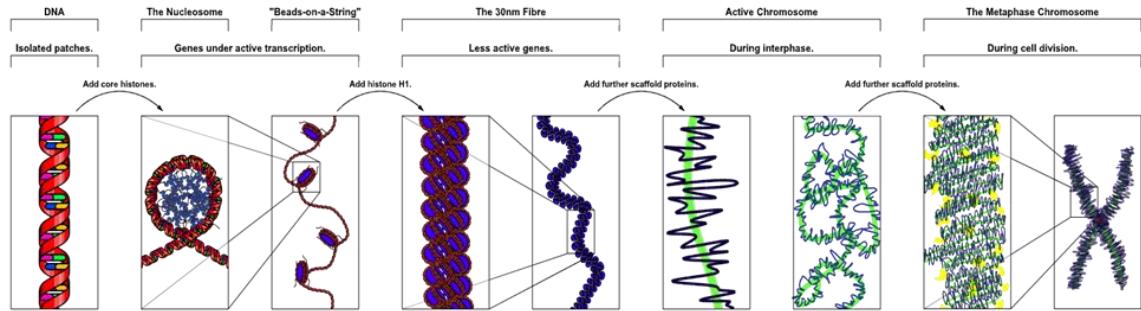 DNA
The Nucleosome
"Beads-on-a-String"
The 30nm Fibre
Active Chromosome
The Metaphase Chromosome
Isolated patches.
Genes under active transcription.
Less active genes.
During interphase.
During cell division.
Add core histones.
Add histone H1.
Add further scaffold proteins.
Add further scaffold proteins.